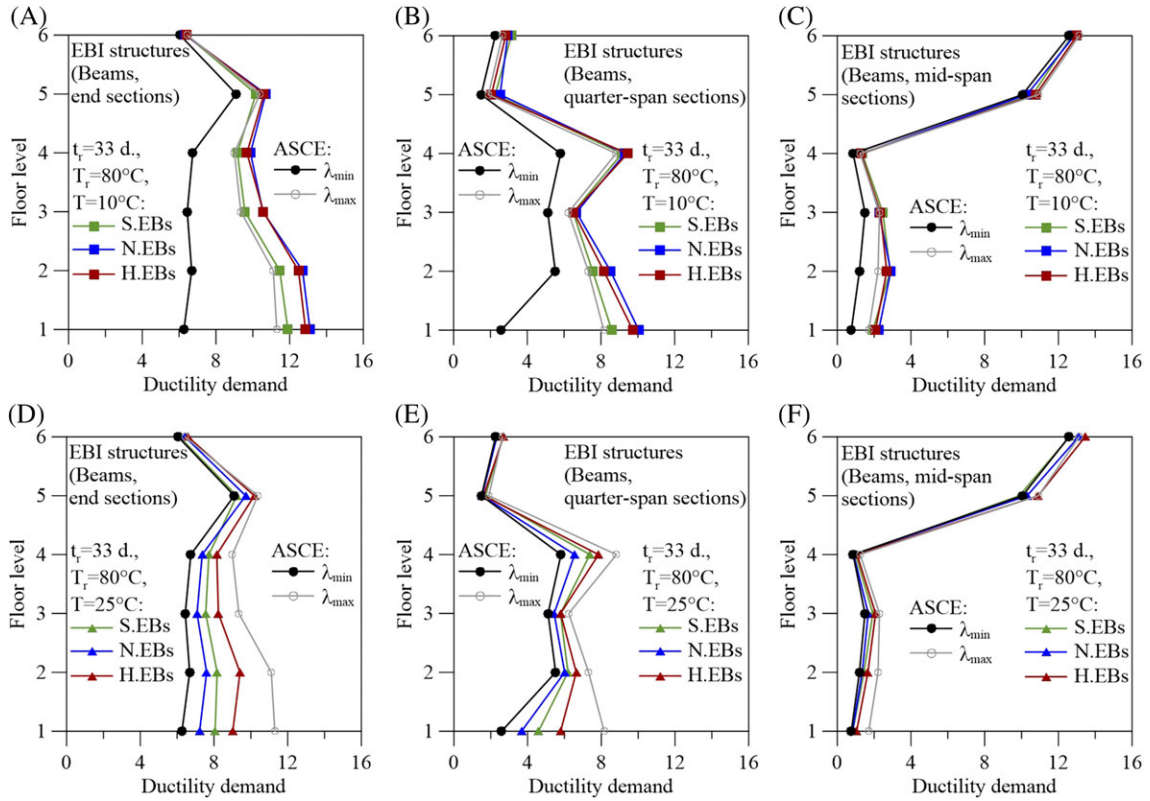 (A)
EBI structures
(Beams,
end sections)
t_r=33 d.,
T_r=80°C,
T=10°C:
S.EBs
N.EBs
H.EBs
ASCE:
λ_min
λ_max
Floor level
6
5
4
3
2
1
0 4 8 12 16
Ductility demand
(B)
EBI structures
(Beams,
quarter-span sections)
ASCE:
λ_min
λ_max
t_r=33 d.,
T_r=80°C,
T=10°C:
S.EBs
N.EBs
H.EBs
Floor level
6
5
4
3
2
1
0 4 8 12 16
Ductility demand
(C)
EBI structures
(Beams, mid-span
sections)
ASCE:
λ_min
λ_max
t_r=33 d.,
T_r=80°C,
T=10°C:
S.EBs
N.EBs
H.EBs
Floor level
6
5
4
3
2
1
0 4 8 12 16
Ductility demand
(D)
EBI structures
(Beams,
end sections)
t_r=33 d.,
T_r=80°C,
T=25°C:
S.EBs
N.EBs
H.EBs
ASCE:
λ_min
λ_max
Floor level
6
5
4
3
2
1
0 4 8 12 16
Ductility demand
(E)
EBI structures
(Beams,
quarter-span sections)
ASCE:
λ_min
λ_max
t_r=33 d.,
T_r=80°C,
T=25°C:
S.EBs
N.EBs
H.EBs
Floor level
6
5
4
3
2
1
0 4 8 12 16
Ductility demand
(F)
EBI structures
(Beams, mid-span
sections)
ASCE:
λ_min
λ_max
t_r=33 d.,
T_r=80°C,
T=25°C:
S.EBs
N.EBs
H.EBs
Floor level
6
5
4
3
2
1
0 4 8 12 16
Ductility demand